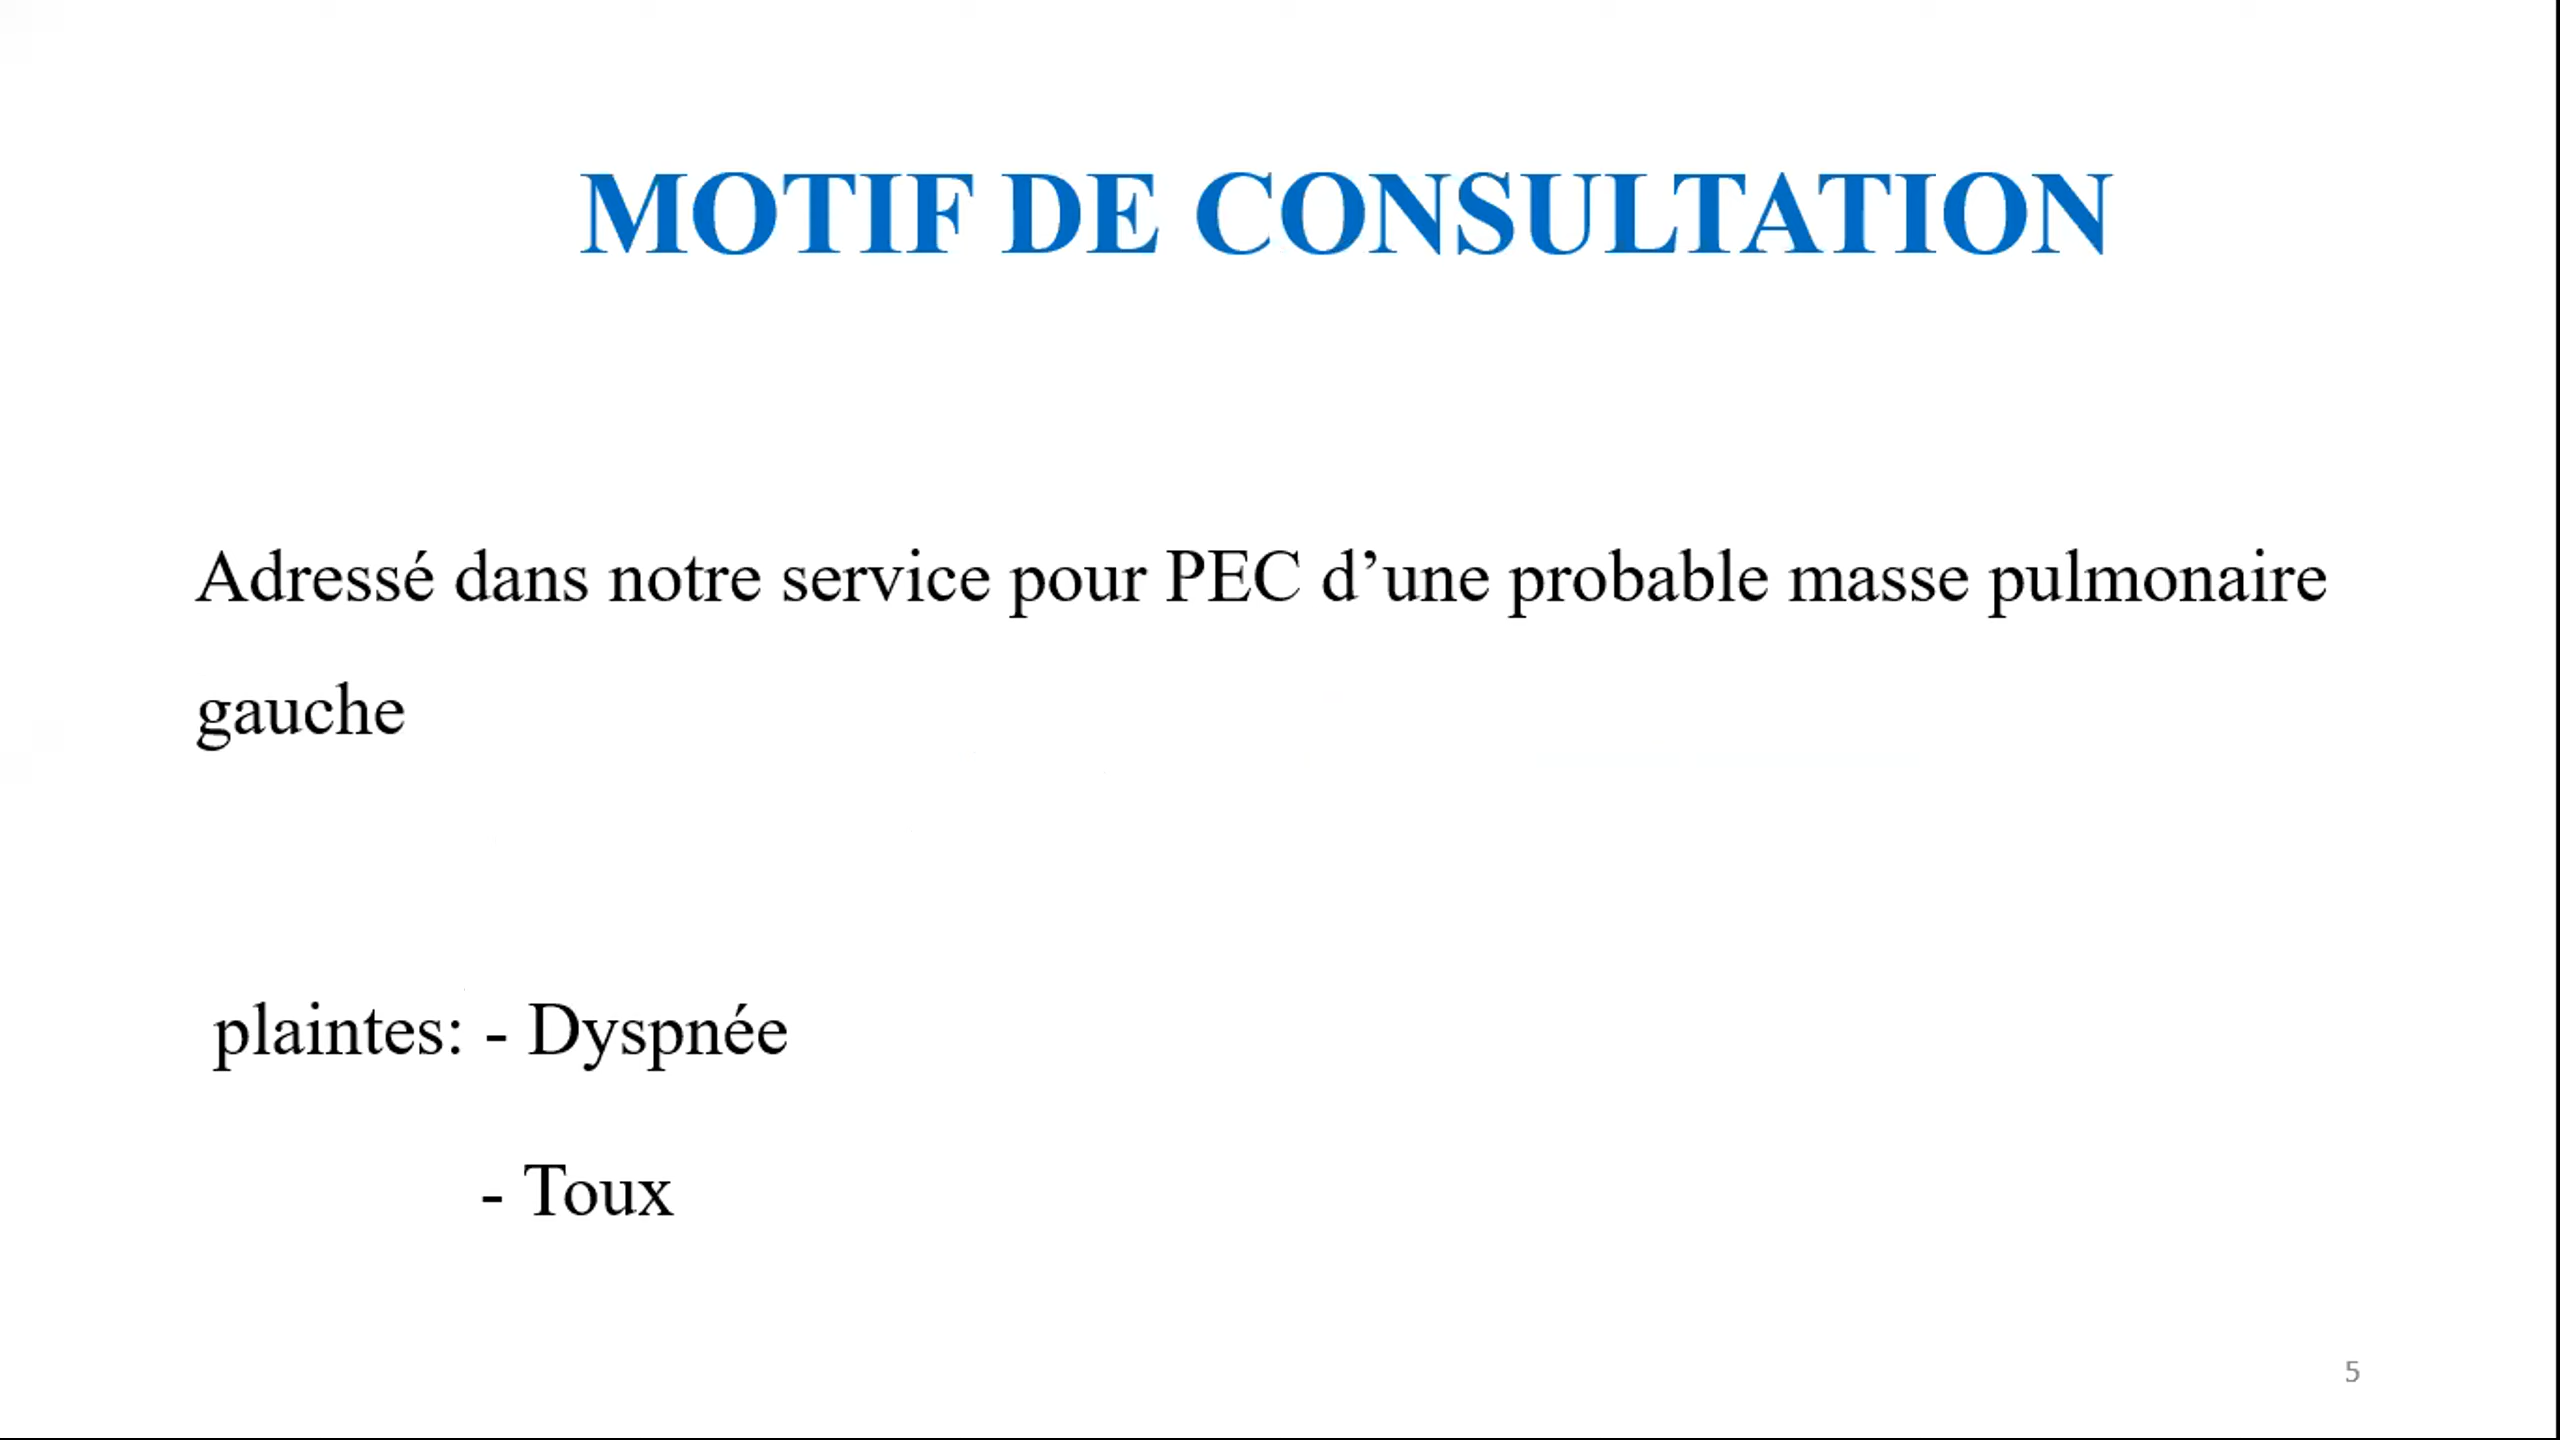 MOTIF DE CONSULTATION
Adressé dans notre service pour PEC d’une probable masse pulmonaire
gauche
plaintes: - Dyspnée
- Toux
5